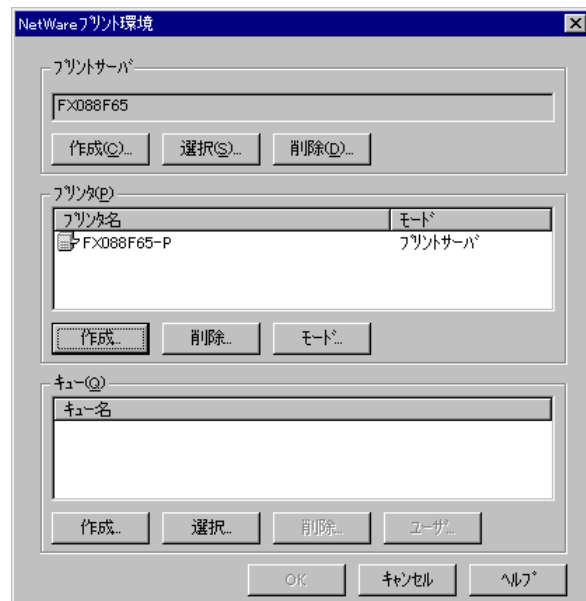 NetWareﾌﾟﾘﾝﾄ環境
ﾌﾟﾘﾝﾄｻｰﾊﾞ
FX088F65
作成(C)... 選択(S)... 削除(D)...
ﾌﾟﾘﾝﾀ(P)
ﾌﾟﾘﾝﾀ名 ﾓｰﾄﾞ
FX088F65-P ﾌﾟﾘﾝﾄｻｰﾊﾞ
作成... 削除... ﾓｰﾄﾞ...
ｷｭｰ(Q)
ｷｭｰ名
作成... 選択... 削除... ﾕｰｻﾞ...
OK ｷｬﾝｾﾙ ﾍﾙﾌﾟ